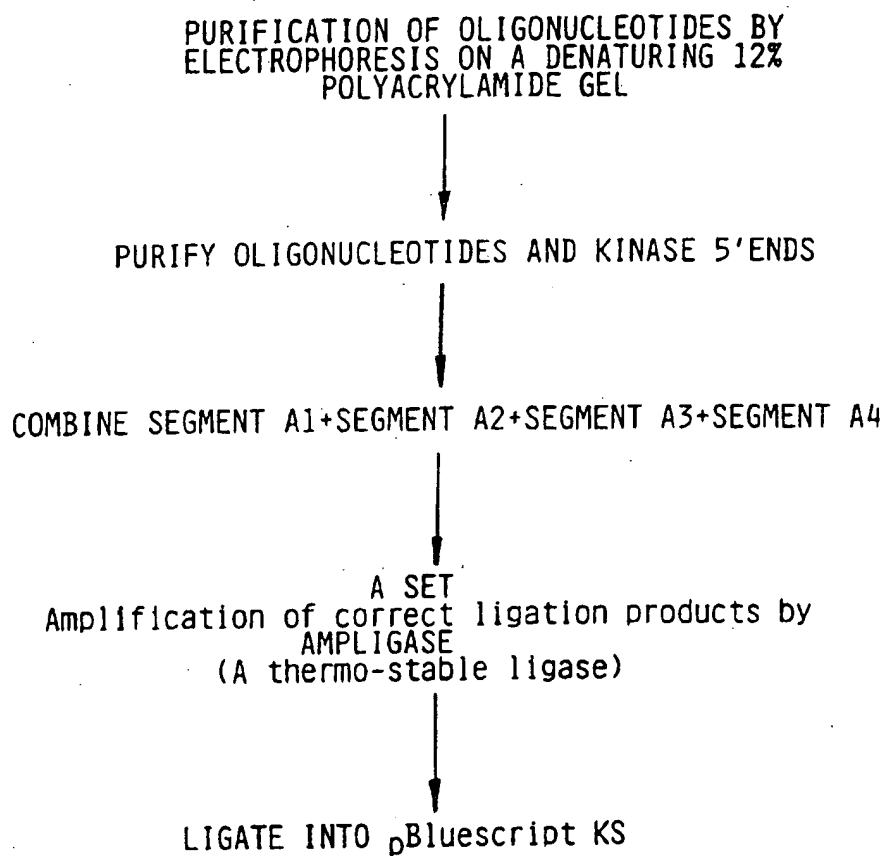 PURIFICATION OF OLIGONUCLEOTIDES BY
ELECTROPHORESIS ON A DENATURING 12%
POLYACRYLAMIDE GEL
PURIFY OLIGONUCLEOTIDES AND KINASE 5'ENDS
COMBINE SEGMENT A1+SEGMENT A2+SEGMENT A3+SEGMENT A4
A SET
Amplification of correct ligation products by
AMPLIGASE
(A thermo-stable ligase)
LIGATE INTO pBluescript KS